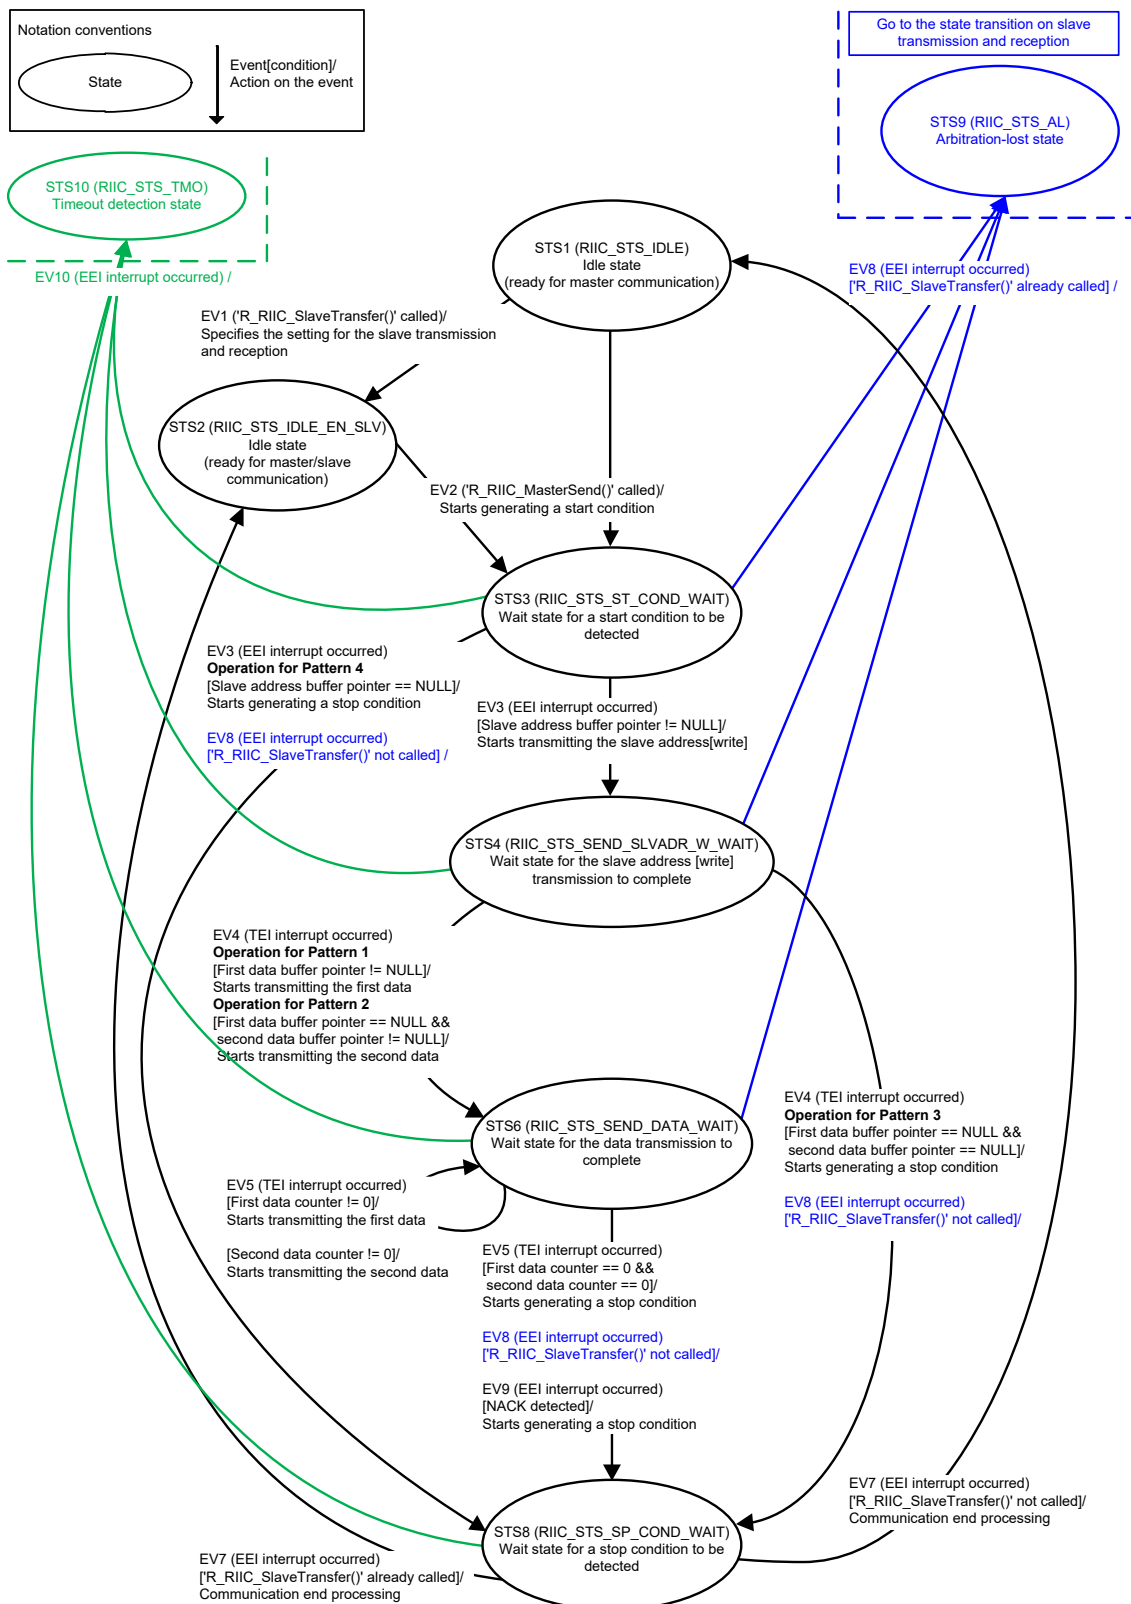 Notation conventions
State
Event[condition]/
Action on the event
Go to the state transition on slave
transmission and reception
STS9 (RIIC_STS_AL)
Arbitration-lost state
STS10 (RIIC_STS_TMO)
Timeout detection state
EV10 (EEI interrupt occurred) /
STS1 (RIIC_STS_IDLE)
Idle state
(ready for master communication)
EV8 (EEI interrupt occurred)
['R_RIIC_SlaveTransfer()' already called] /
EV1 ('R_RIIC_SlaveTransfer()' called)/
Specifies the setting for the slave transmission
and reception
STS2 (RIIC_STS_IDLE_EN_SLV)
Idle state
(ready for master/slave
communication)
EV2 ('R_RIIC_MasterSend()' called)/
Starts generating a start condition
STS3 (RIIC_STS_ST_COND_WAIT)
Wait state for a start condition to be
detected
EV3 (EEI interrupt occurred)
Operation for Pattern 4
[Slave address buffer pointer == NULL]/
Starts generating a stop condition
EV8 (EEI interrupt occurred)
['R_RIIC_SlaveTransfer()' not called] /
EV3 (EEI interrupt occurred)
[Slave address buffer pointer != NULL]/
Starts transmitting the slave address[write]
STS4 (RIIC_STS_SEND_SLVADR_W_WAIT)
Wait state for the slave address [write]
transmission to complete
EV4 (TEI interrupt occurred)
Operation for Pattern 1
[First data buffer pointer != NULL]/
Starts transmitting the first data
Operation for Pattern 2
[First data buffer pointer == NULL &&
second data buffer pointer != NULL]/
Starts transmitting the second data
EV4 (TEI interrupt occurred)
Operation for Pattern 3
[First data buffer pointer == NULL &&
second data buffer pointer == NULL]/
Starts generating a stop condition
EV8 (EEI interrupt occurred)
['R_RIIC_SlaveTransfer()' not called]/
STS6 (RIIC_STS_SEND_DATA_WAIT)
Wait state for the data transmission to
complete
EV5 (TEI interrupt occurred)
[First data counter != 0]/
Starts transmitting the first data
[Second data counter != 0]/
Starts transmitting the second data
EV5 (TEI interrupt occurred)
[First data counter == 0 &&
second data counter == 0]/
Starts generating a stop condition
EV8 (EEI interrupt occurred)
['R_RIIC_SlaveTransfer()' not called]/
EV9 (EEI interrupt occurred)
[NACK detected]/
Starts generating a stop condition
EV7 (EEI interrupt occurred)
['R_RIIC_SlaveTransfer()' not called]/
Communication end processing
STS8 (RIIC_STS_SP_COND_WAIT)
Wait state for a stop condition to be
detected
EV7 (EEI interrupt occurred)
['R_RIIC_SlaveTransfer()' already called]/
Communication end processing